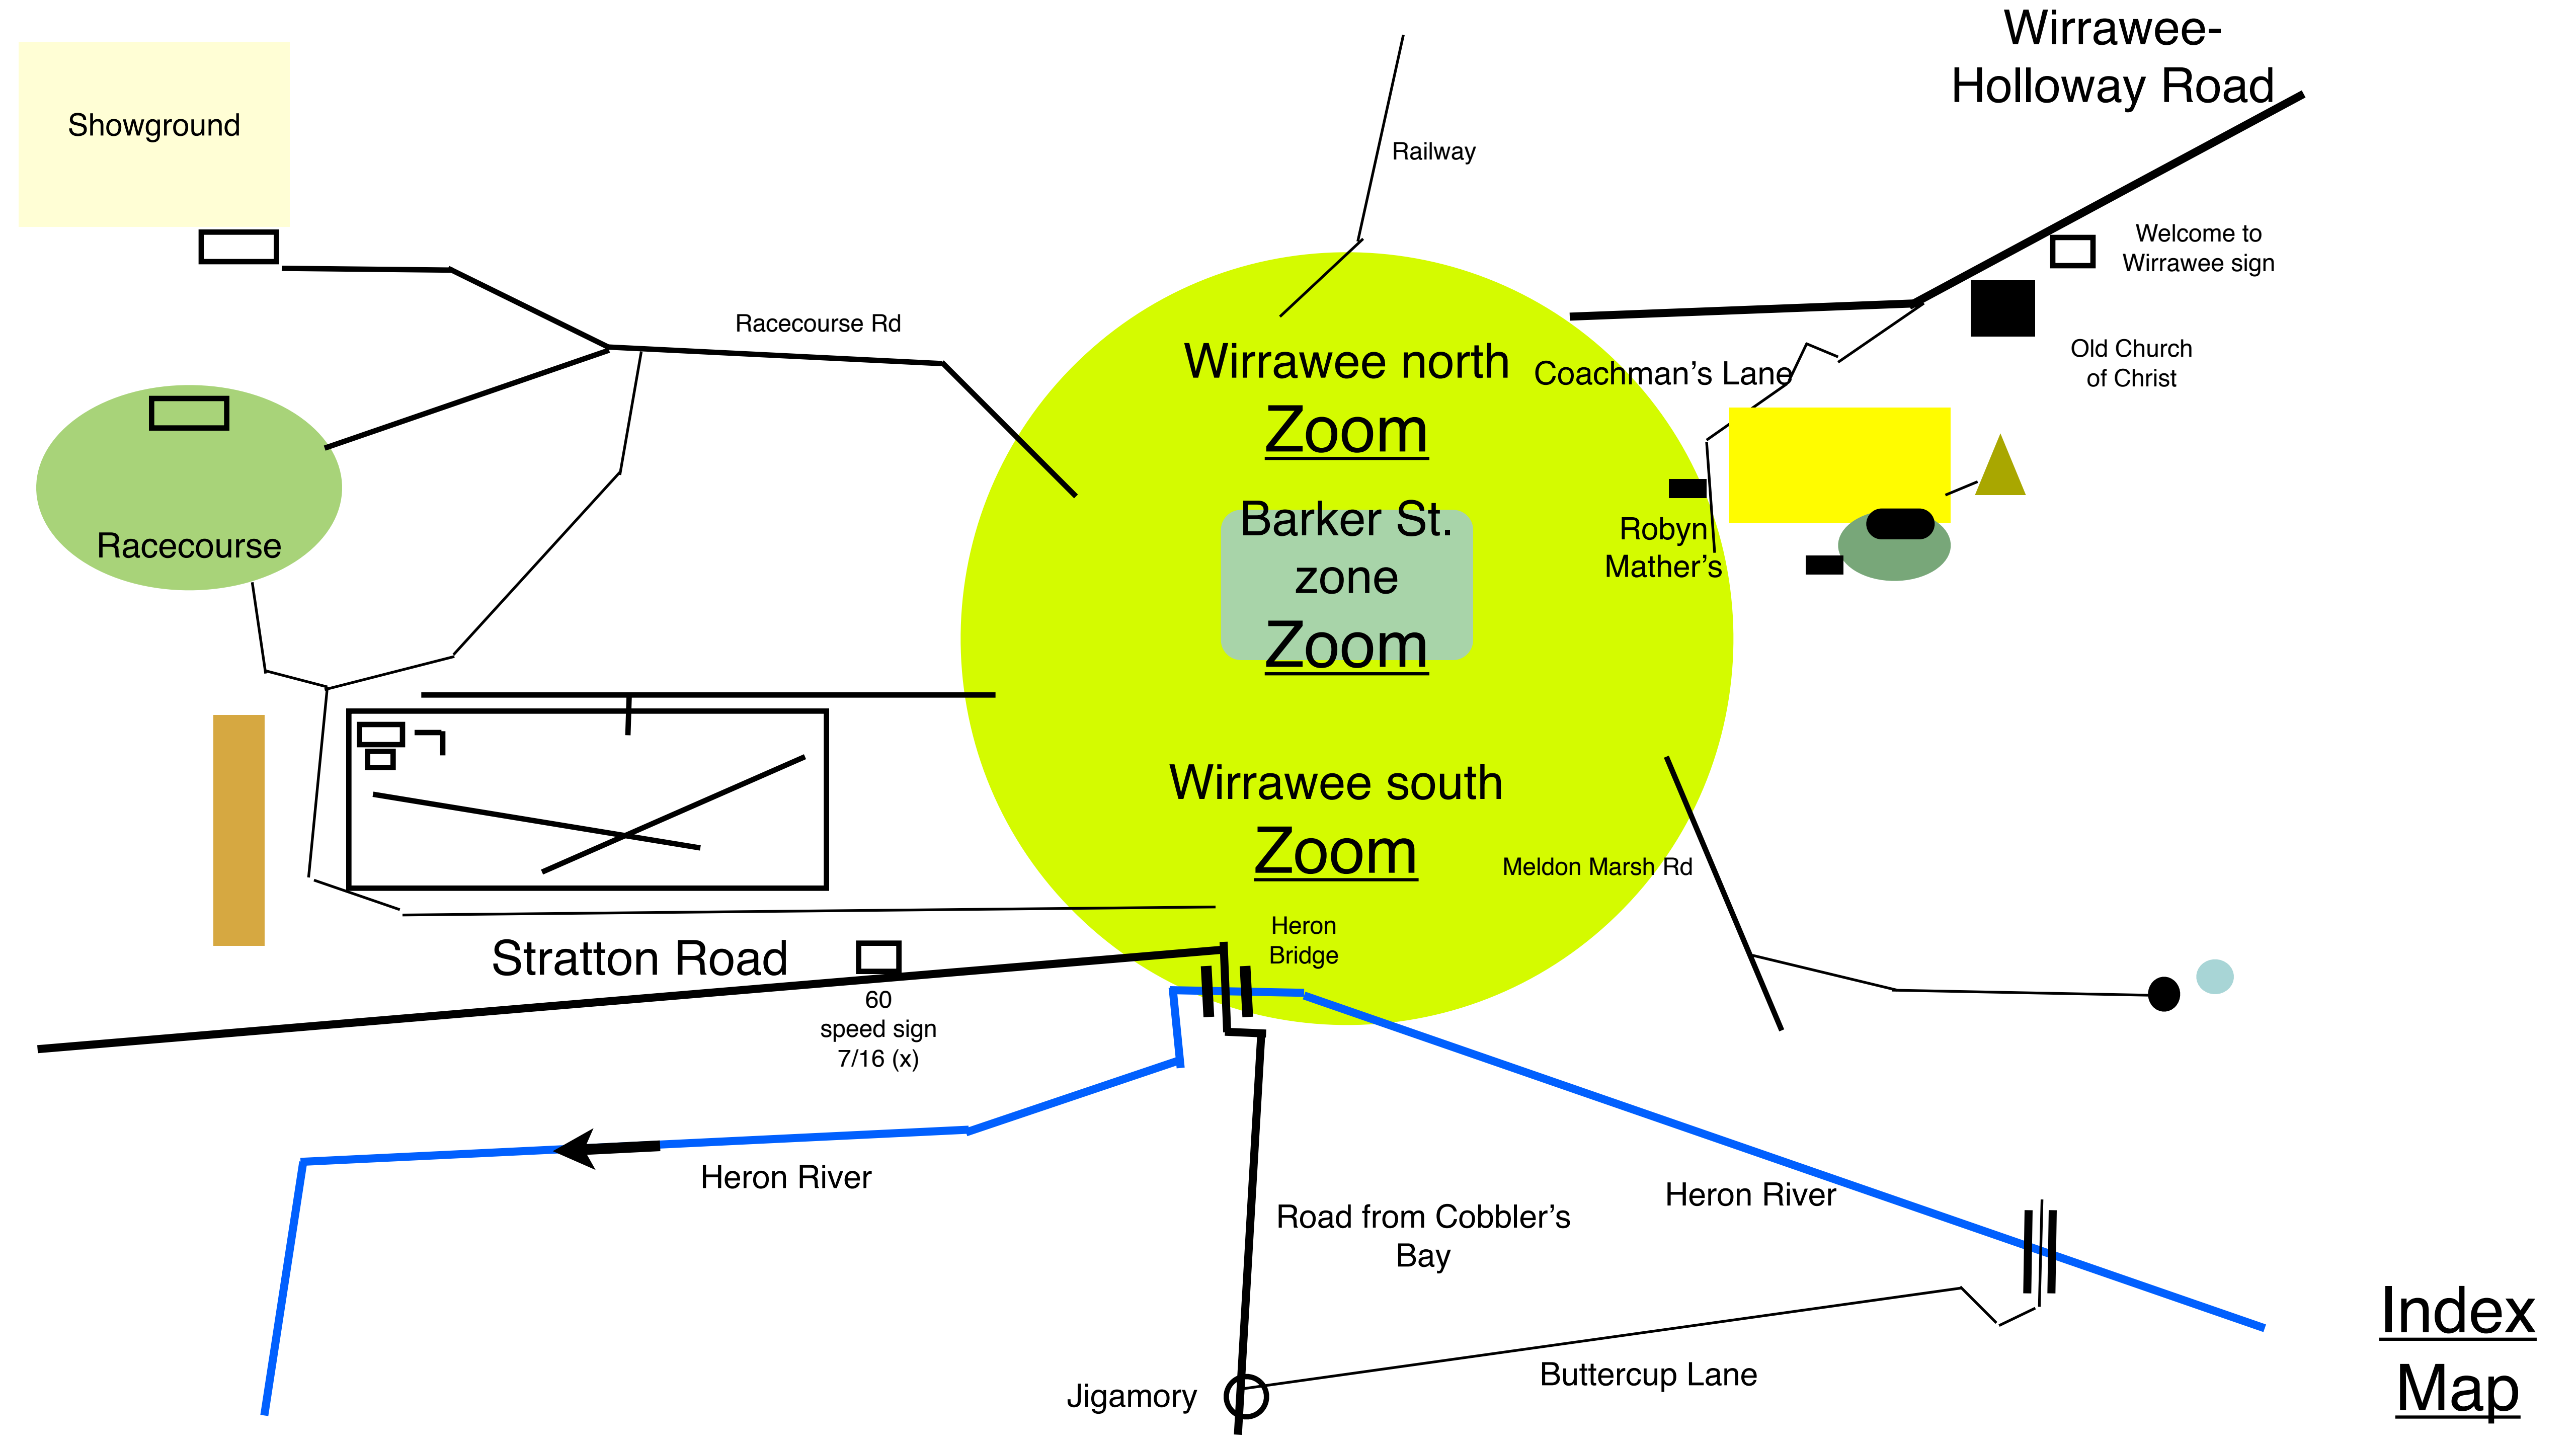 Wirrawee-
Holloway Road
Showground
Railway
Welcome to
Wirrawee sign
Racecourse Rd
Old Church
of Christ
Wirrawee north
Zoom
Coachman's Lane
Barker St.
zone
Zoom
Racecourse
Robyn
Mather's
Wirrawee south
Zoom
Meldon Marsh Rd
Heron
Bridge
Stratton Road
60
speed sign
7/16 (x)
Heron River
Heron River
Road from Cobbler's
Bay
Buttercup Lane
Jigamory
Index
Map